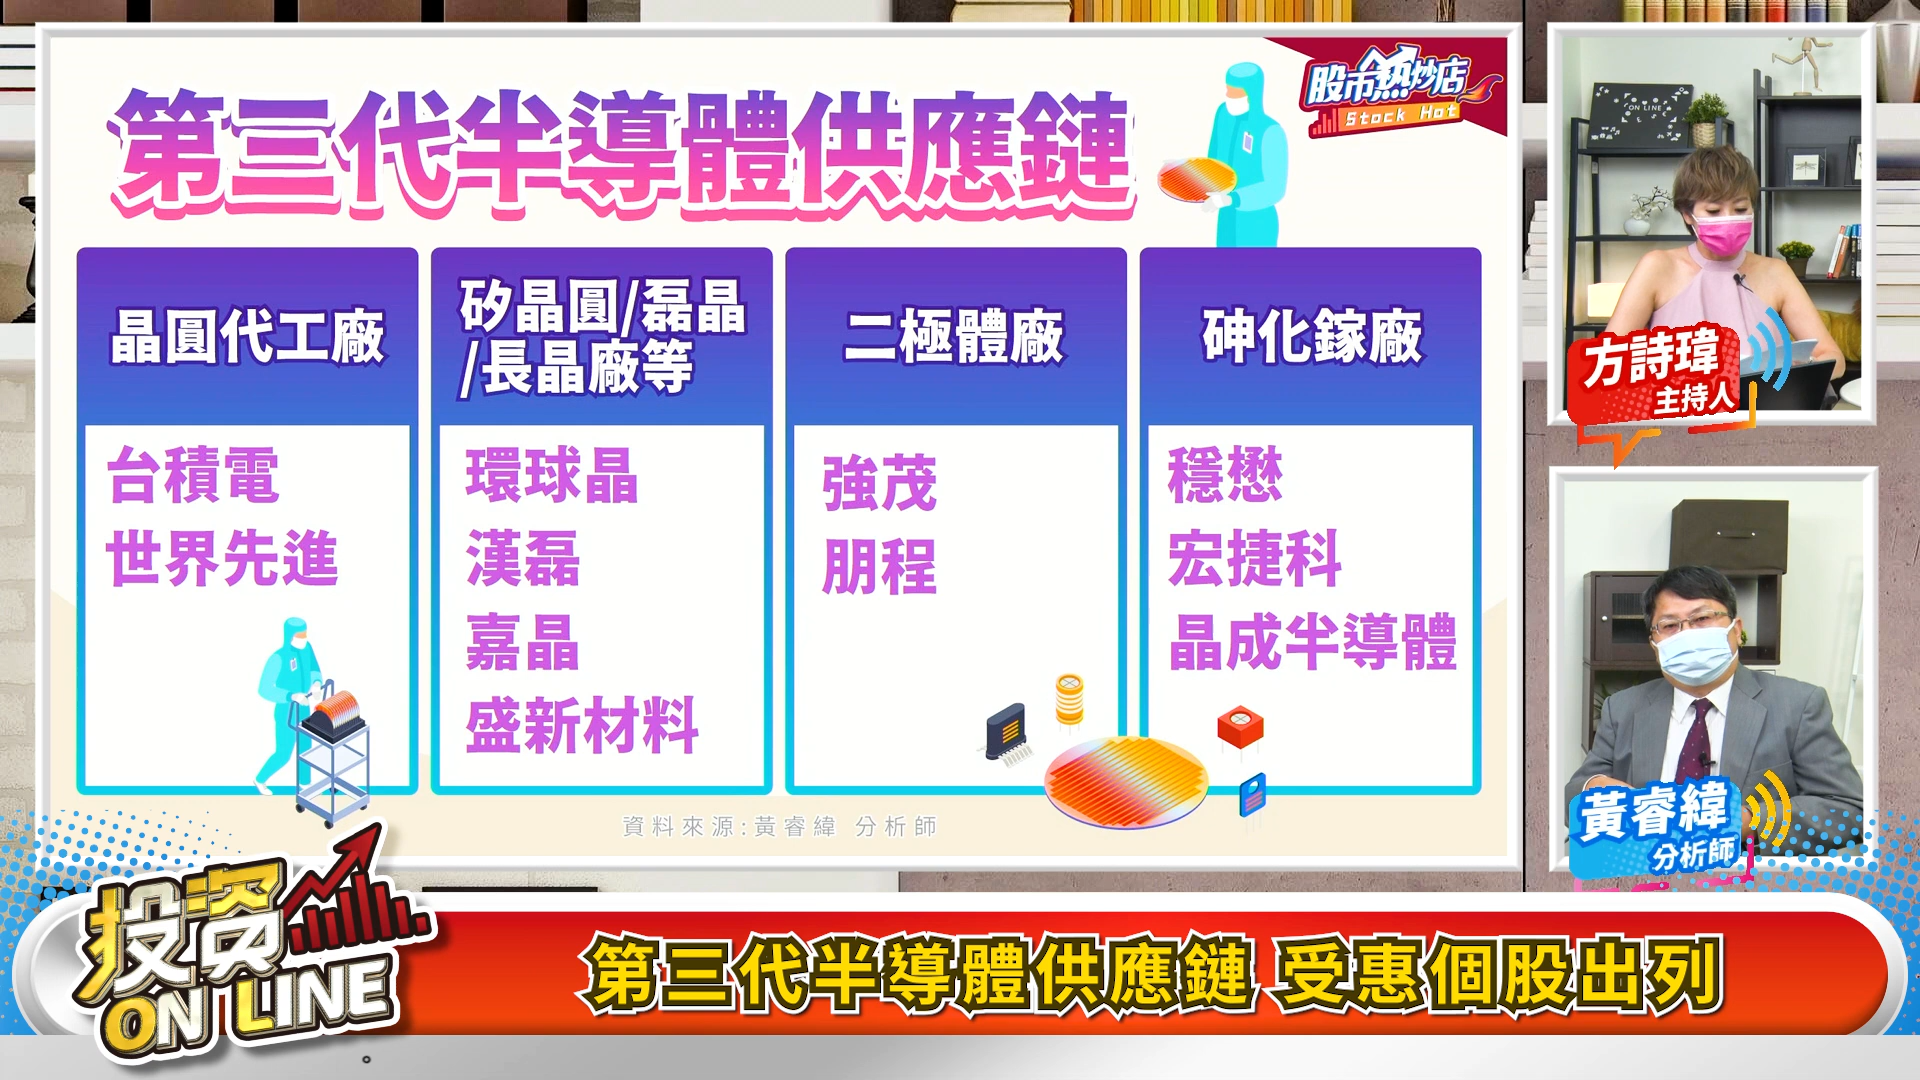 第三代半導體供應鏈
股市熱炒店
Stock Hot
晶圓代工廠
台積電
世界先進
矽晶圓/磊晶
/長晶廠等
環球晶
漢磊
嘉晶
盛新材料
二極體廠
強茂
朋程
砷化鎵廠
穩懋
宏捷科
晶成半導體
資料來源:黃睿緯 分析師
ON LINE
方詩瑋
主持人
黃睿緯
分析師
投資
ON LINE
第三代半導體供應鏈 受惠個股出列